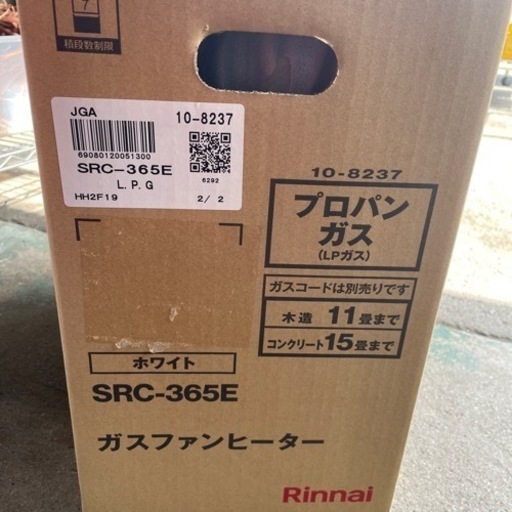 7
積段数制限
JGA
10-8237
69080120051300
SRC-365E
6292
L.P.G
HH2F19
2/ 2
10-8237
プロパン
ガス
(LPガス)
ガスコードは別売りです
木造 11畳まで
コンクリート15畳まで
ホワイト
SRC-365E
ガスファンヒーター
Rinnai